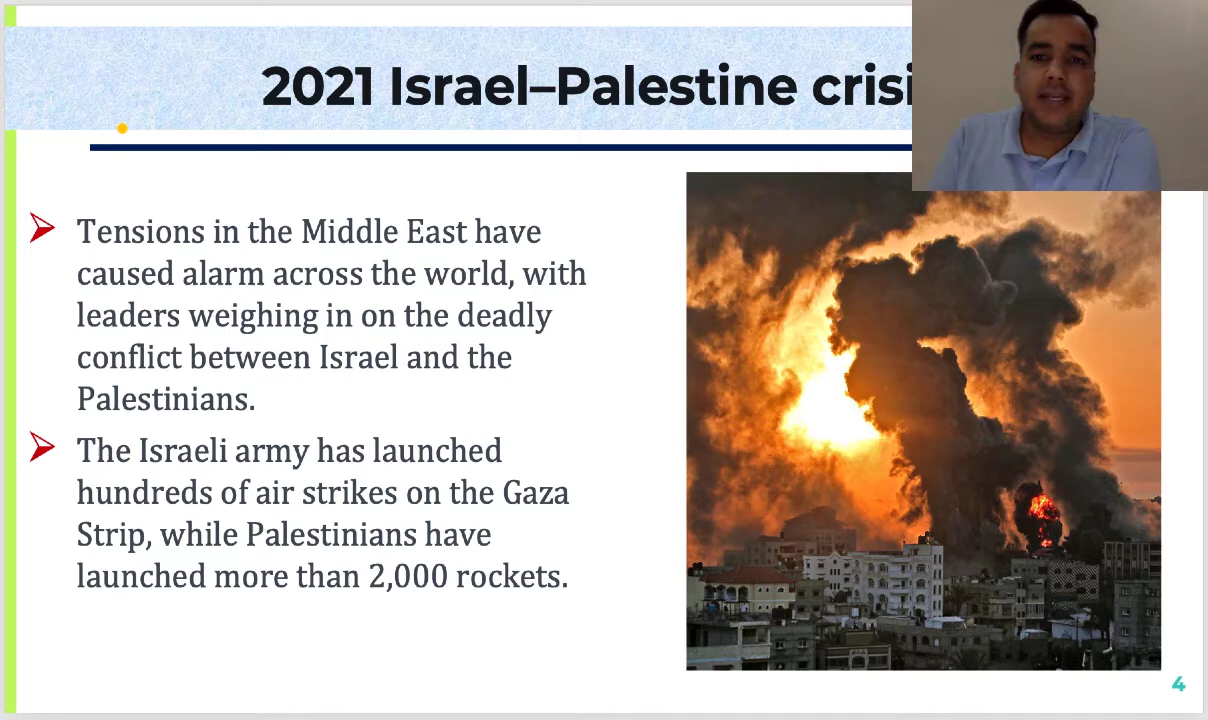 2021 Israel–Palestine crisi
Tensions in the Middle East have
caused alarm across the world, with
leaders weighing in on the deadly
conflict between Israel and the
Palestinians.
The Israeli army has launched
hundreds of air strikes on the Gaza
Strip, while Palestinians have
launched more than 2,000 rockets.
4